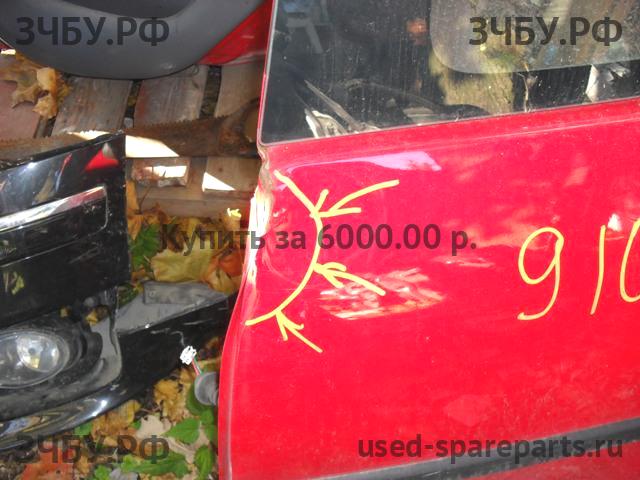 ЗЧБУ.РФ
ЗЧБУ.РФ
Купить за 6000.00 р.
910
ЗЧБУ.РФ
used-spareparts.ru